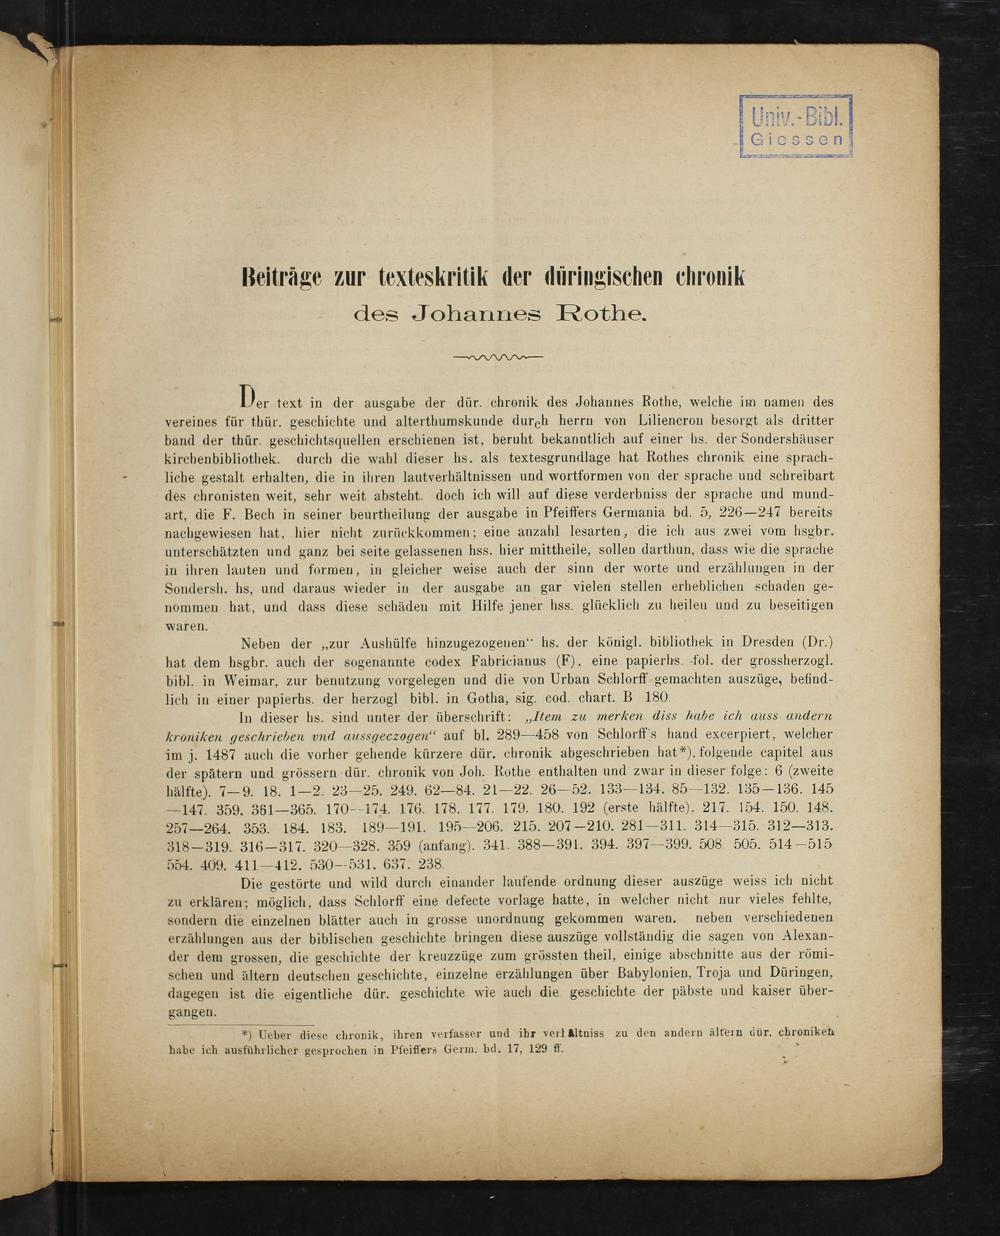 Univ.-Bibl.
Giessen
Beiträge zur texteskritik der düringischen chronik
des Johannes Rothe.
Der text in der ausgabe der dür. chronik des Johannes Rothe, welche im namen des
vereines für thür. geschichte und alterthumskunde durch herrn von Liliencron besorgt als dritter
band der thür. geschichtsquellen erschienen ist, beruht bekanntlich auf einer hs. der Sondershäuser
kirchenbibliothek. durch die wahl dieser hs. als textesgrundlage hat Rothes chronik eine sprach-
liche gestalt erhalten, die in ihren lautverhältnissen und wortformen von der sprache und schreibart
des chronisten weit, sehr weit absteht. doch ich will auf diese verderbniss der sprache und mund-
art, die F. Bech in seiner beurtheilung der ausgabe in Pfeiffers Germania bd. 5, 226—247 bereits
nachgewiesen hat, hier nicht zurückkommen; eine anzahl lesarten, die ich aus zwei vom hsgbr.
unterschätzten und ganz bei seite gelassenen hss. hier mittheile, sollen darthun, dass wie die sprache
in ihren lauten und formen, in gleicher weise auch der sinn der worte und erzählungen in der
Sondersh. hs, und daraus wieder in der ausgabe an gar vielen stellen erheblichen schaden ge-
nommen hat, und dass diese schäden mit Hilfe jener hss. glücklich zu heilen und zu beseitigen
waren.
Neben der „zur Aushülfe hinzugezogenen“ hs. der königl. bibliothek in Dresden (Dr.)
hat dem hsgbr. auch der sogenannte codex Fabricianus (F), eine papierhs. fol. der grossherzogl.
bibl. in Weimar, zur benutzung vorgelegen und die von Urban Schlorff gemachten auszüge, befind-
lich in einer papierhs. der herzogl bibl. in Gotha, sig. cod. chart. B 180.
In dieser hs. sind unter der überschrift: „Item zu merken diss habe ich auss andern
kroniken geschrieben vnd aussgeczogen“ auf bl. 289—458 von Schlorff's hand excerpiert, welcher
im j. 1487 auch die vorher gehende kürzere dür. chronik abgeschrieben hat*), folgende capitel aus
der spätern und grössern dür. chronik von Joh. Rothe enthalten und zwar in dieser folge: 6 (zweite
hälfte). 7—9. 18. 1—2. 23—25. 249. 62—84. 21—22. 26—52. 133—134. 85—132. 135—136. 145
—147. 359. 361—365. 170—174. 176. 178. 177. 179. 180. 192 (erste hälfte). 217. 154. 150. 148.
257—264. 353. 184. 183. 189—191. 195—206. 215. 207—210. 281—311. 314—315. 312—313.
318—319. 316—317. 320—328. 359 (anfang). 341. 388—391. 394. 397—399. 508. 505. 514—515
554. 409. 411—412. 530—531. 637. 238.
Die gestörte und wild durch einander laufende ordnung dieser auszüge weiss ich nicht
zu erklären; möglich, dass Schlorff eine defecte vorlage hatte, in welcher nicht nur vieles fehlte,
sondern die einzelnen blätter auch in grosse unordnung gekommen waren. neben verschiedenen
erzählungen aus der biblischen geschichte bringen diese auszüge vollständig die sagen von Alexan-
der dem grossen, die geschichte der kreuzzüge zum grössten theil, einige abschnitte aus der römi-
schen und ältern deutschen geschichte, einzelne erzählungen über Babylonien, Troja und Düringen,
dagegen ist die eigentliche dür. geschichte wie auch die geschichte der päbste und kaiser über-
gangen.
*) Ueber diese chronik, ihren verfasser und ihr verhältniss zu den andern ältern dür. chroniken
habe ich ausführlicher gesprochen in Pfeiffers Germ. bd. 17, 129 ff.